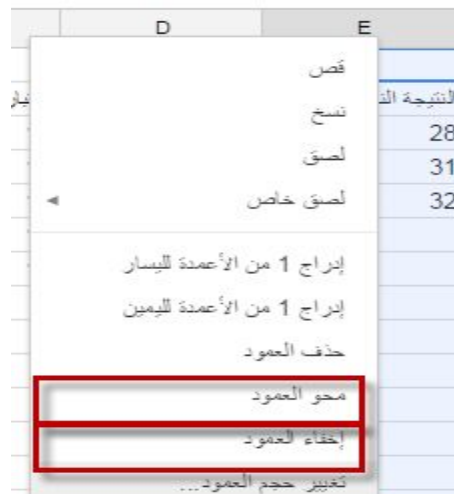 D E
قص
النتيجة
نسخ
28
لصق
31
لصق خاص
32
إدراج 1 من الأعمدة لليسار
إدراج 1 من الأعمدة لليمين
حذف العمود
محو العمود
إخفاء العمود
تغيير حجم العمود...